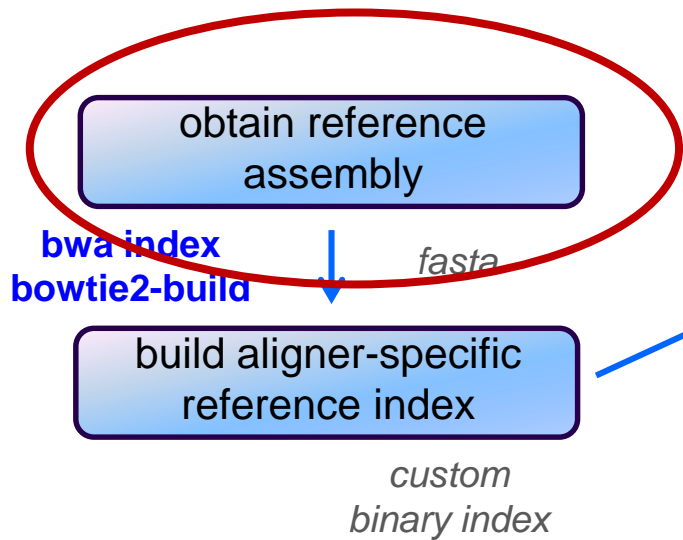 obtain reference
assembly
bwa index
bowtie2-build
fasta
build aligner-specific
reference index
custom
binary index